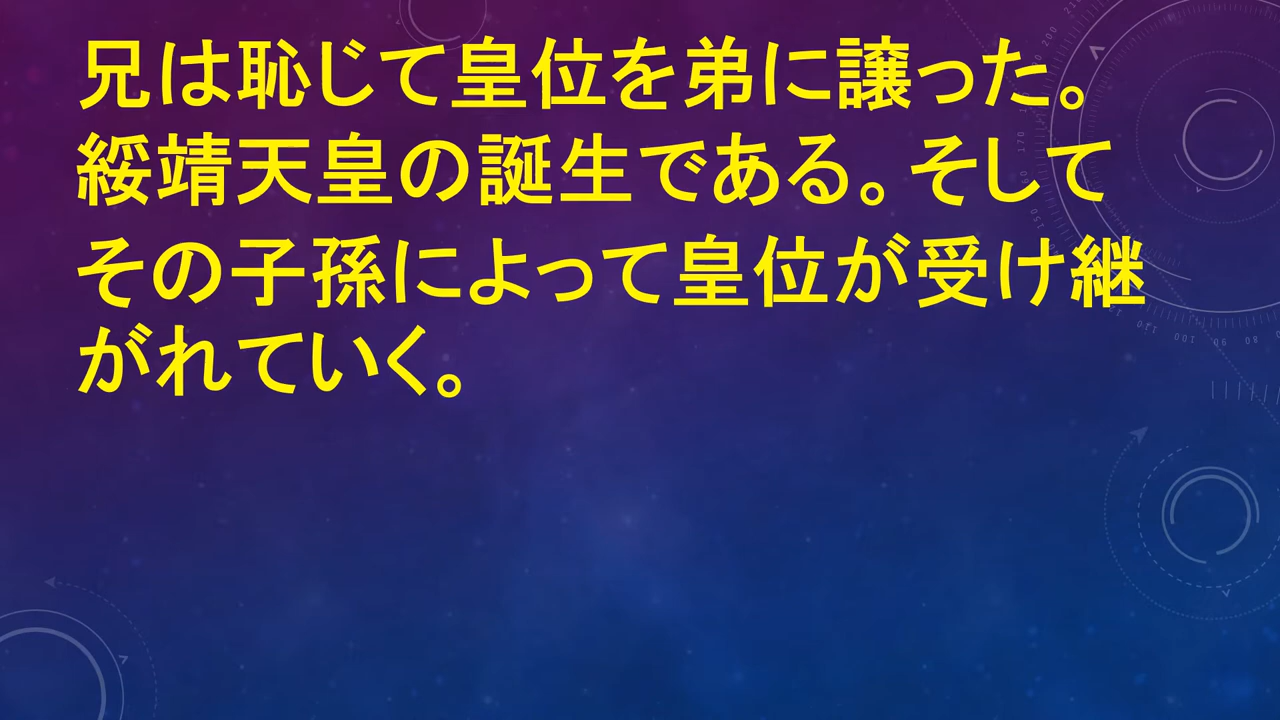 兄は恥じて皇位を弟に譲った。
綏靖天皇の誕生である。そして
その子孫によって皇位が受け継
がれていく。